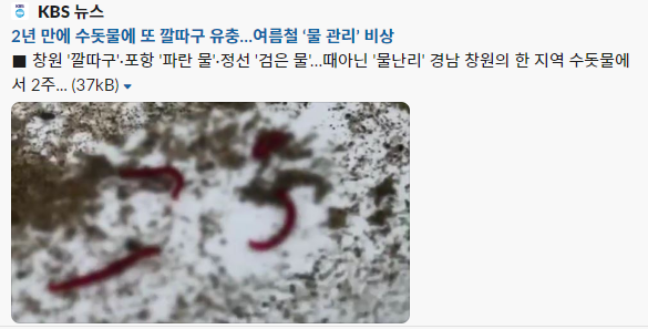 KBS 뉴스
2년 만에 수돗물에 또 깔따구 유충...여름철 ‘물 관리’ 비상
■ 창원 '깔따구'·포항 '파란 물'·정선 '검은 물'...때아닌 '물난리' 경남 창원의 한 지역 수돗물에
서 2주... (37kB)